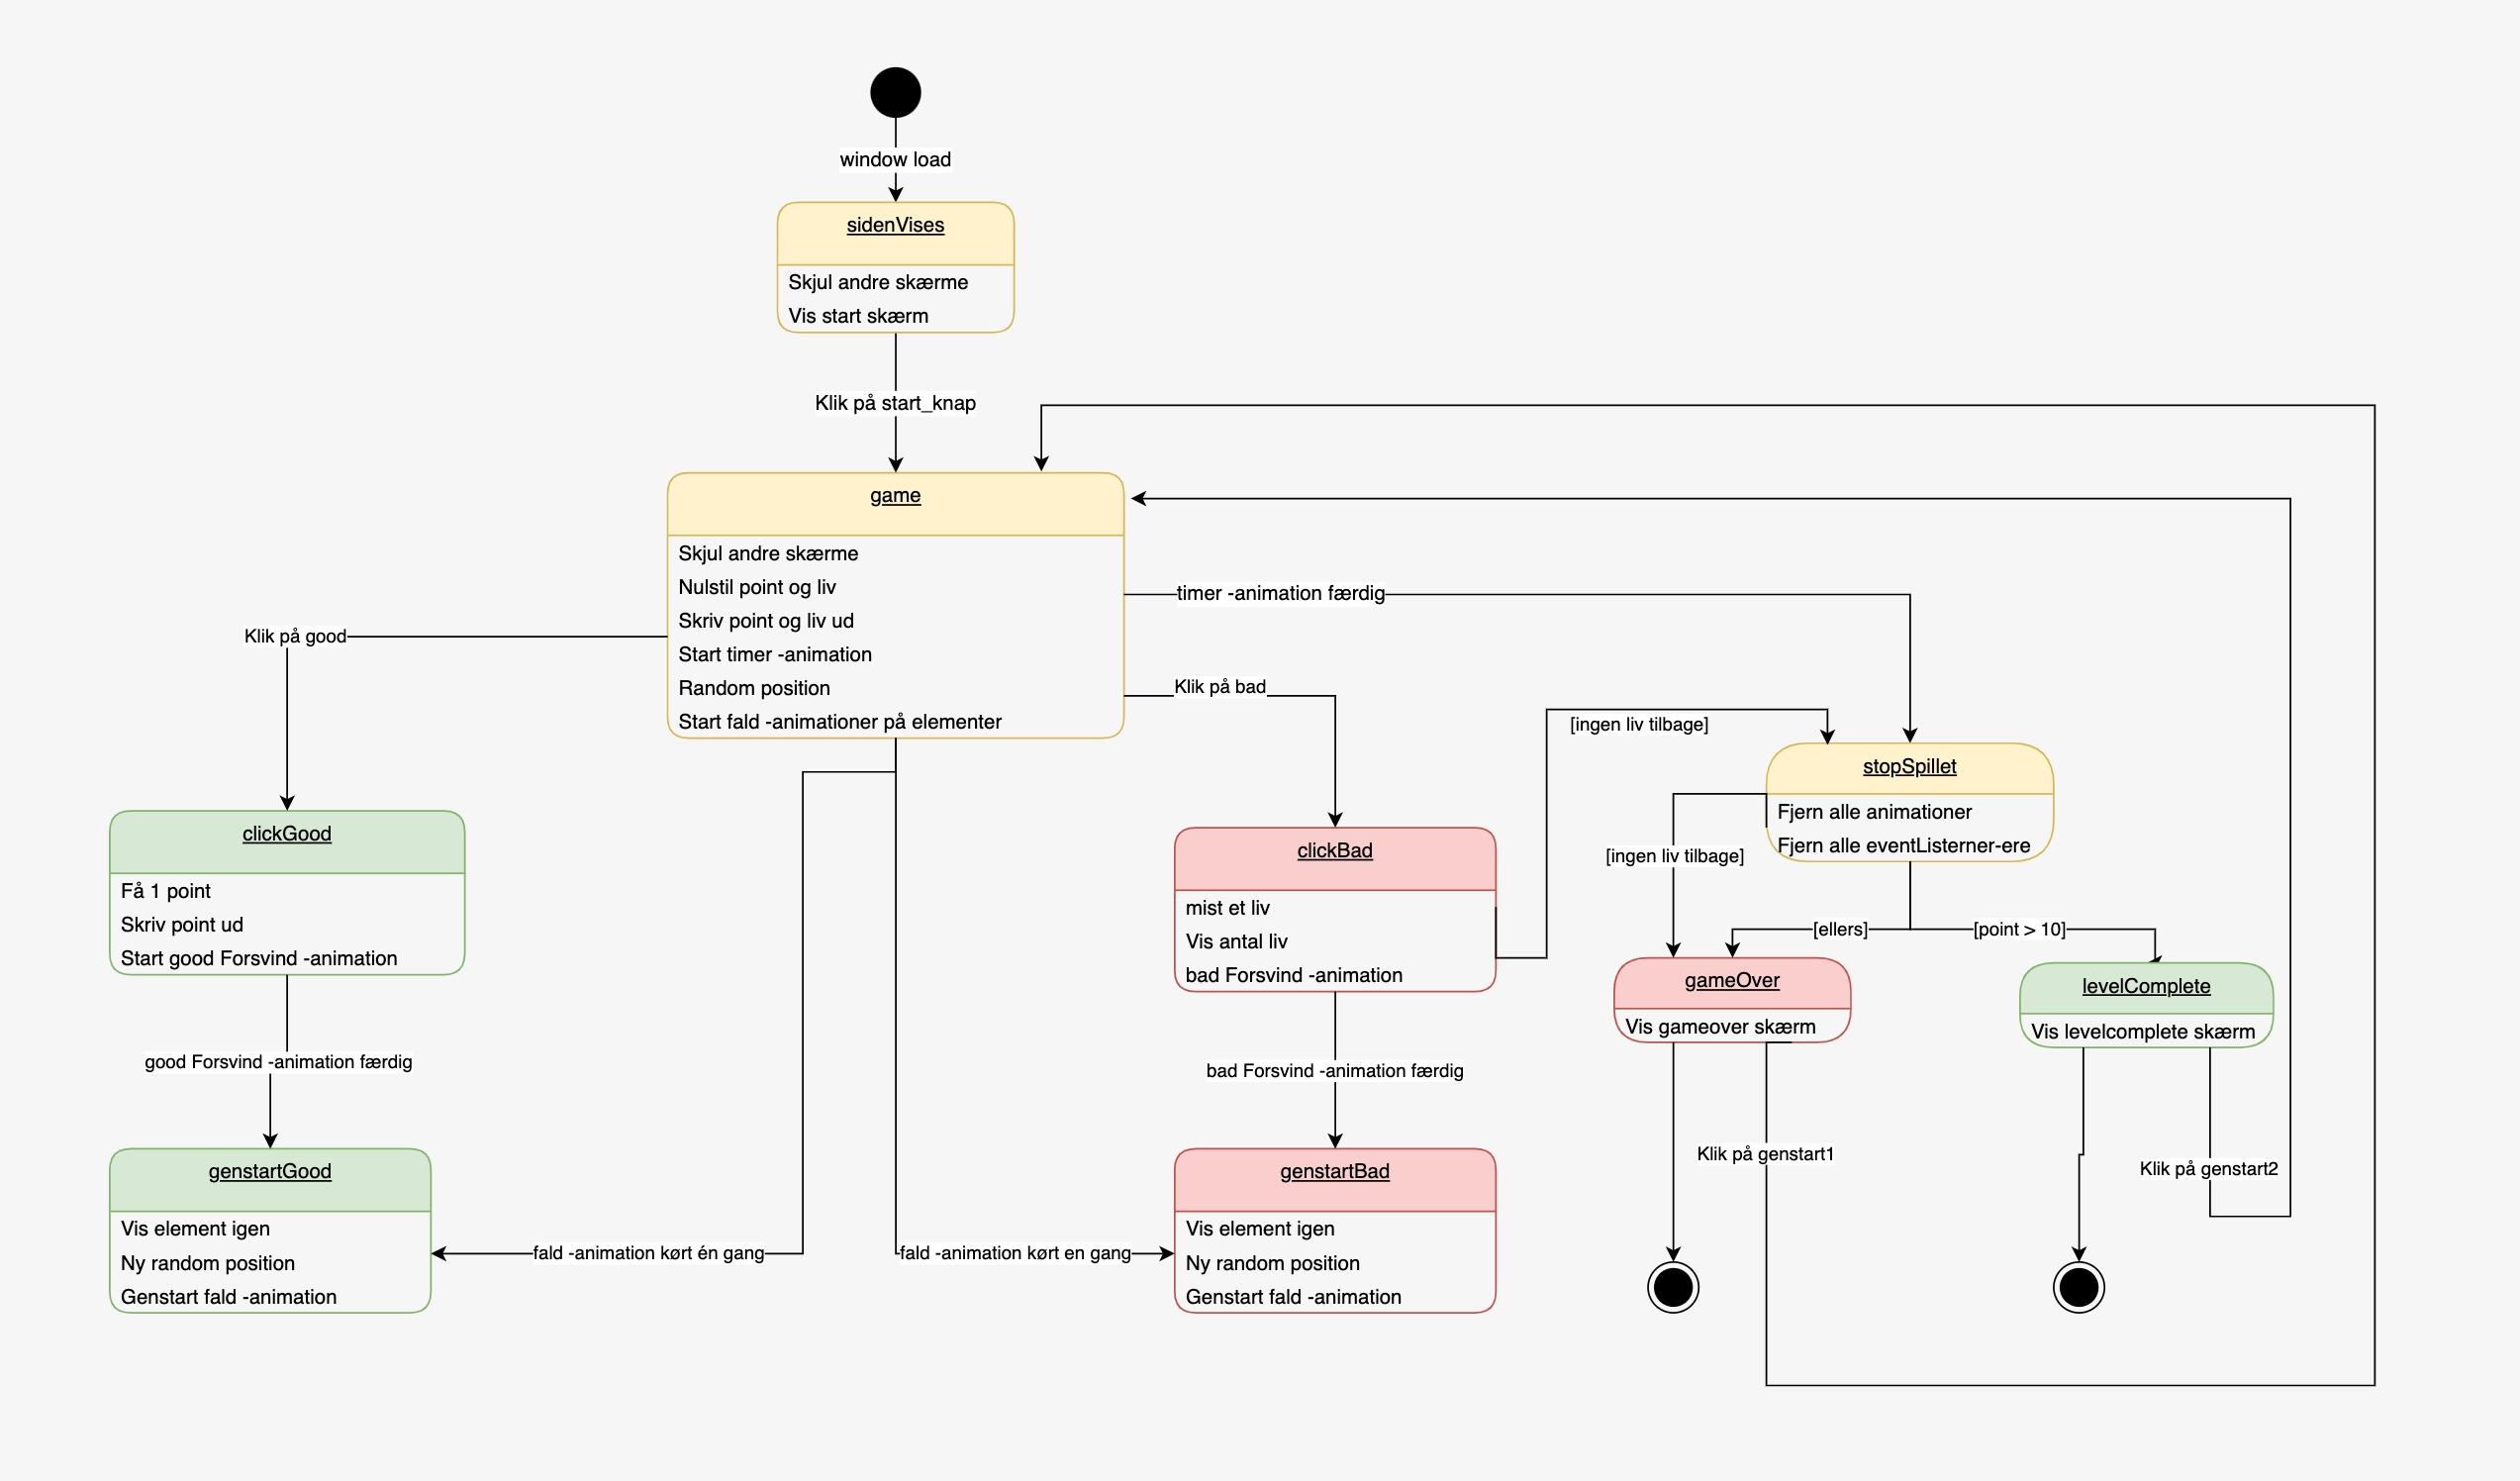 window load
sidenVises
Skjul andre skærme
Vis start skærm
Klik på start_knap
game
Skjul andre skærme
Nulstil point og liv
Skriv point og liv ud
Start timer -animation
Random position
Start fald -animationer på elementer
timer -animation færdig
Klik på good
Klik på bad
[ingen liv tilbage]
stopSpillet
Fjern alle animationer
Fjern alle eventListerner-ere
clickGood
Få 1 point
Skriv point ud
Start good Forsvind -animation
clickBad
mist et liv
Vis antal liv
bad Forsvind -animation
[ingen liv tilbage]
[ellers]
[point > 10]
gameOver
Vis gameover skærm
levelComplete
Vis levelcomplete skærm
good Forsvind -animation færdig
bad Forsvind -animation færdig
Klik på genstart1
Klik på genstart2
genstartGood
Vis element igen
Ny random position
Genstart fald -animation
fald -animation kørt én gang
fald -animation kørt en gang
genstartBad
Vis element igen
Ny random position
Genstart fald -animation